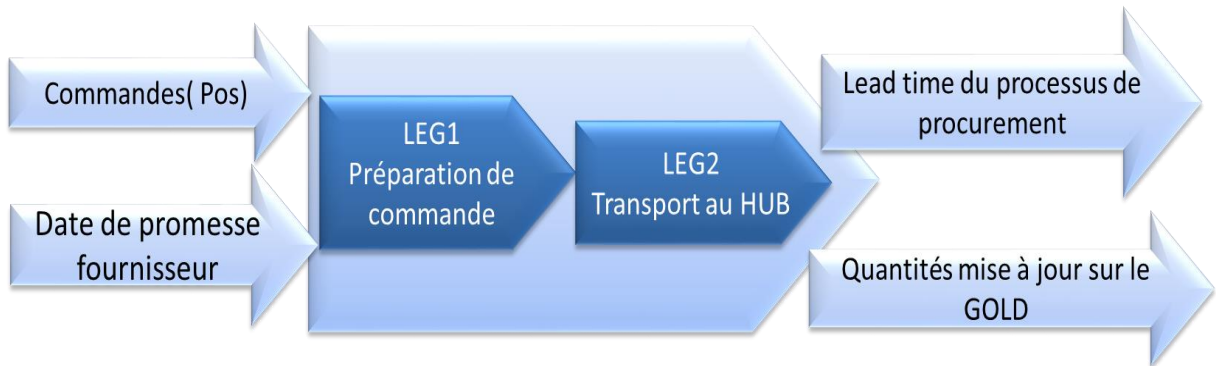 Commandes( Pos)
Date de promesse
fournisseur
LEG1
Préparation de
commande
LEG2
Transport au HUB
Lead time du processus de
procurement
Quantités mise à jour sur le
GOLD